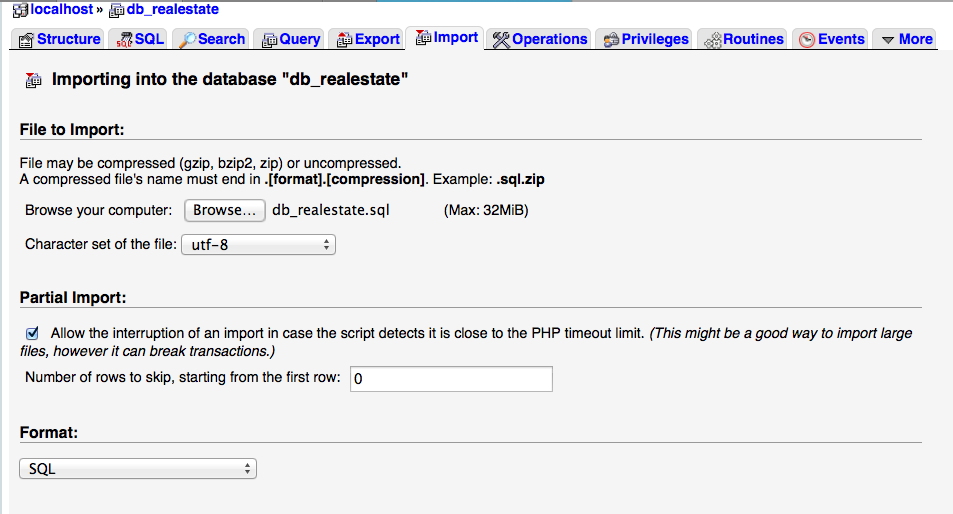 localhost » db_realestate
Structure SQL Search Query Export Import Operations Privileges Routines Events More
Importing into the database "db_realestate"
File to Import:
File may be compressed (gzip, bzip2, zip) or uncompressed.
A compressed file's name must end in .[format].[compression]. Example: .sql.zip
Browse your computer: Browse... db_realestate.sql (Max: 32MiB)
Character set of the file: utf-8
Partial Import:
Allow the interruption of an import in case the script detects it is close to the PHP timeout limit. (This might be a good way to import large
files, however it can break transactions.)
Number of rows to skip, starting from the first row: 0
Format:
SQL